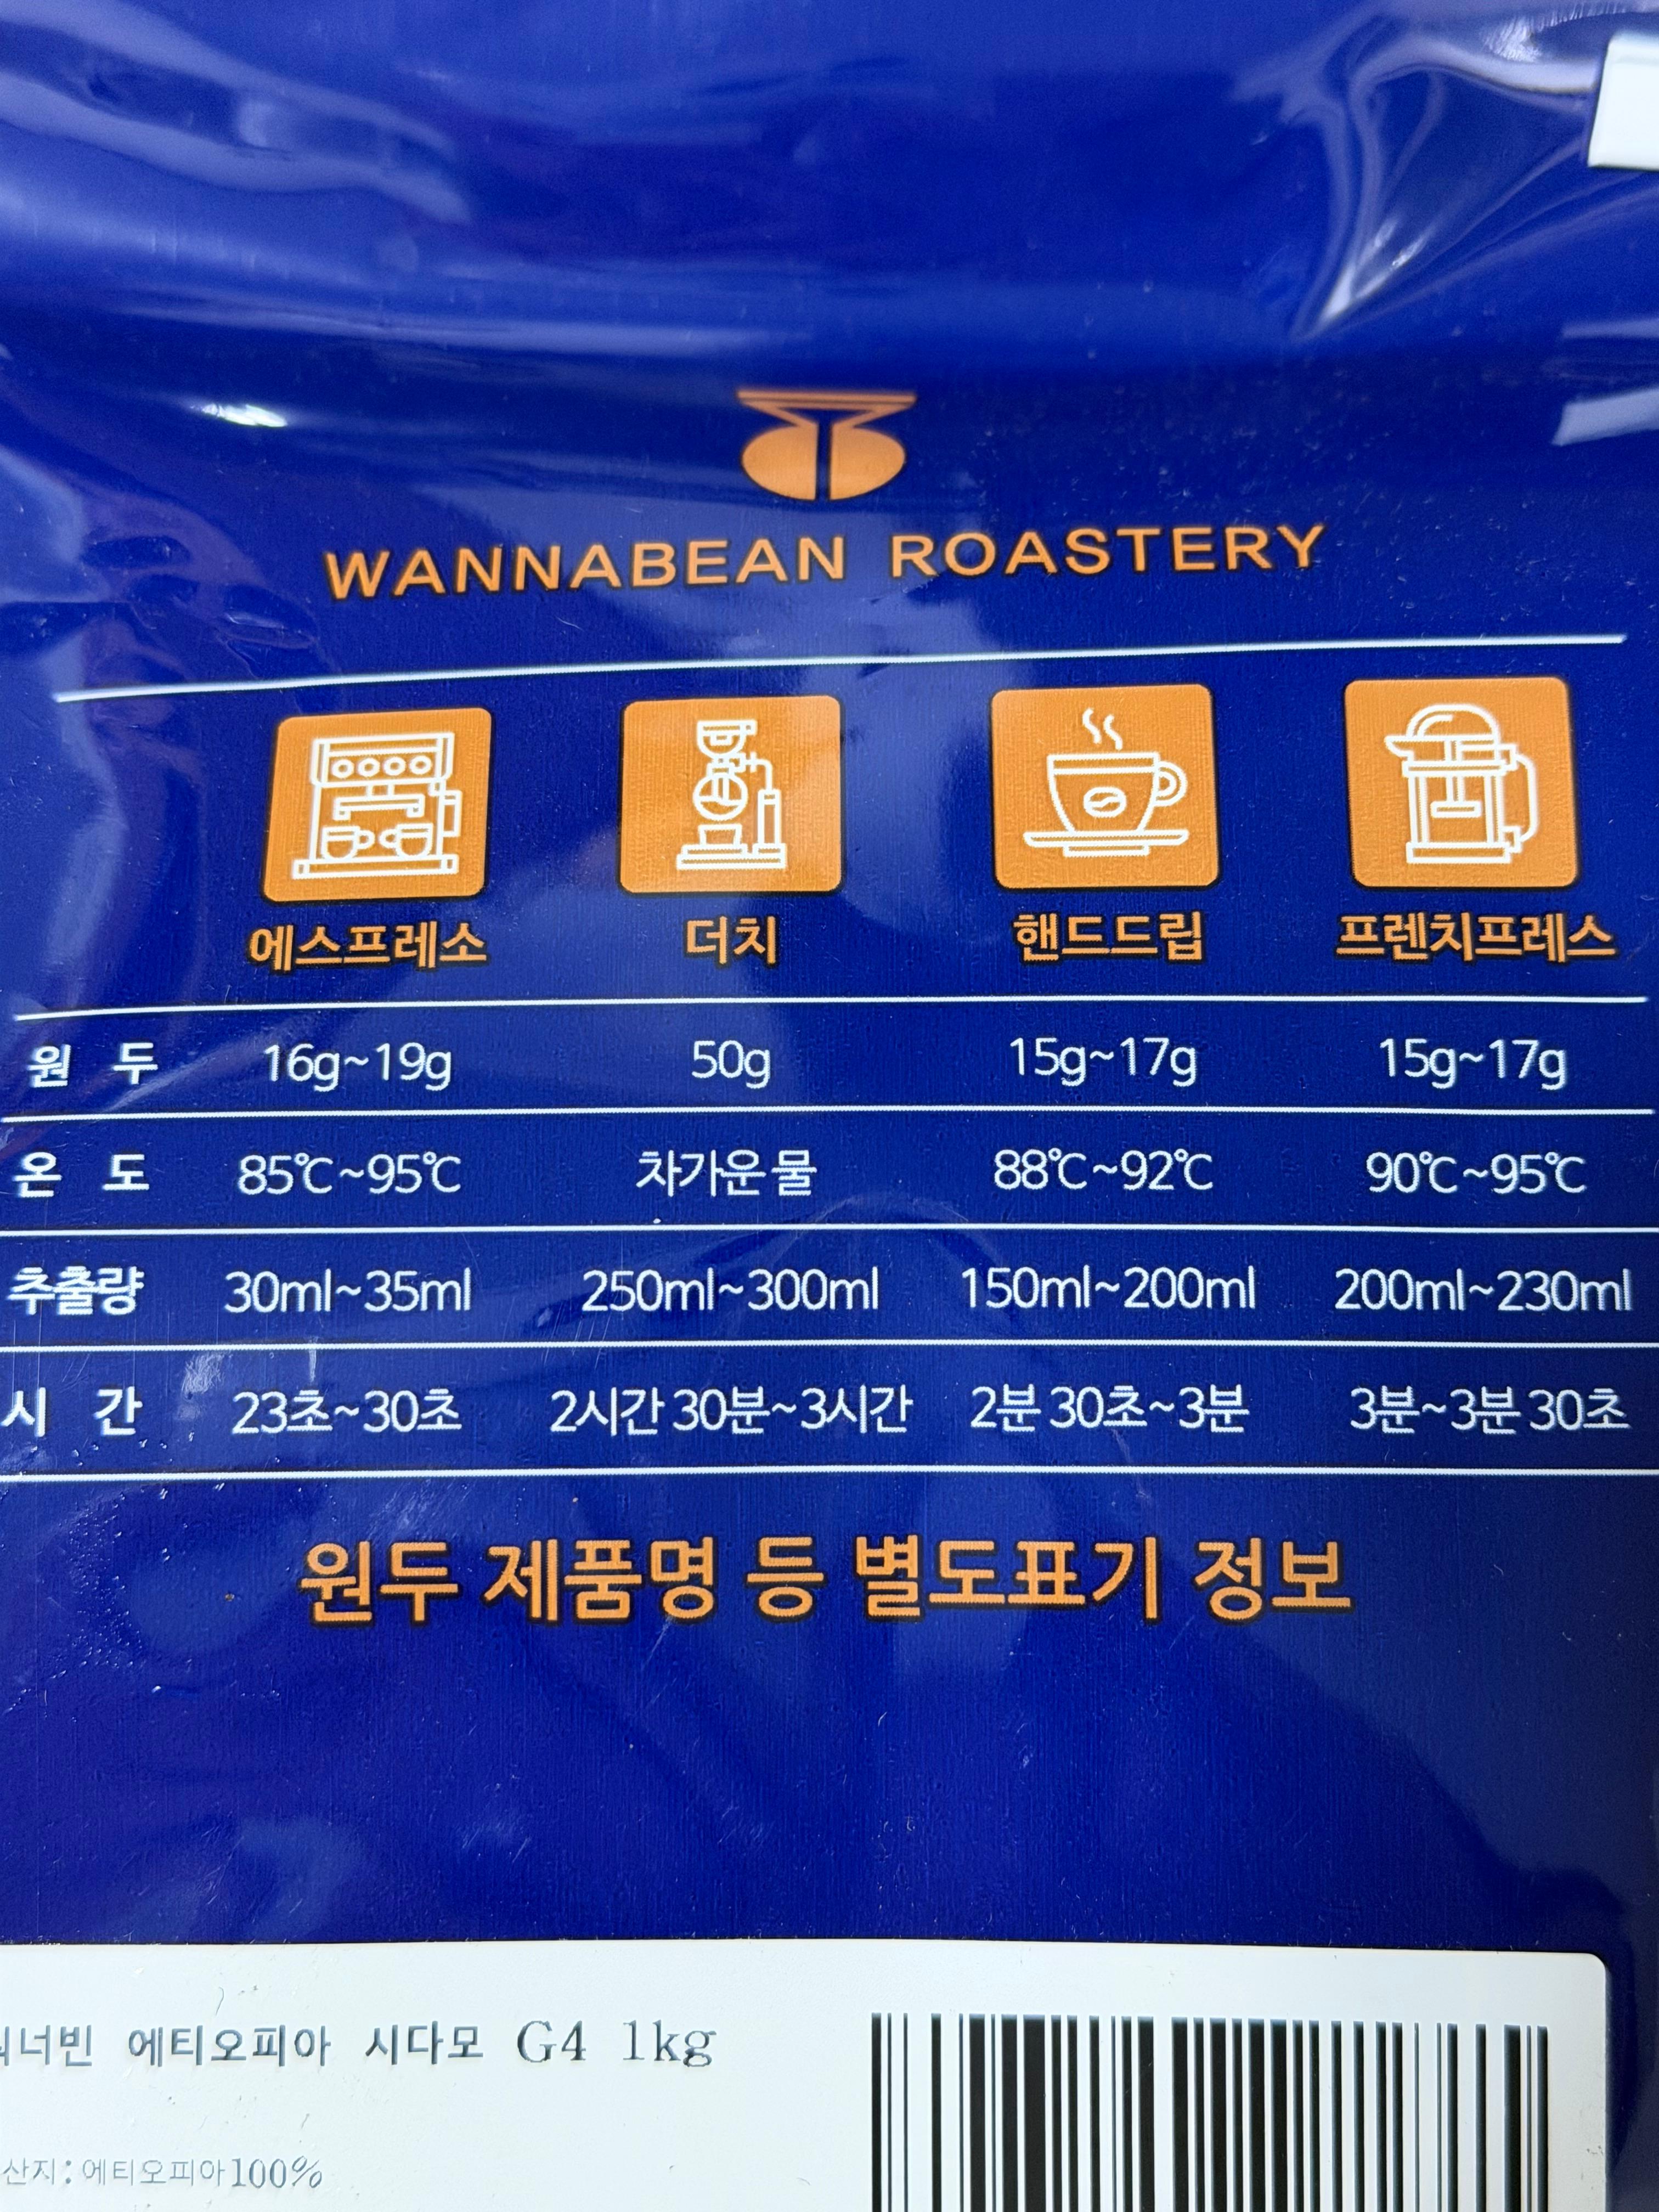 WANNABEAN ROASTERY
에스프레소 더치 핸드드립 프렌치프레스
원 두 16g~19g 50g 15g~17g 15g~17g
온 도 85℃~95℃ 차가운 물 88℃~92℃ 90℃~95℃
추출량 30ml~35ml 250ml~300ml 150ml~200ml 200ml~230ml
시 간 23초~30초 2시간 30분~3시간 2분 30초~3분 3분~3분 30초
원두 제품명 등 별도표기 정보
에티오피아 시다모 G4 1kg
산지: 에티오피아100%